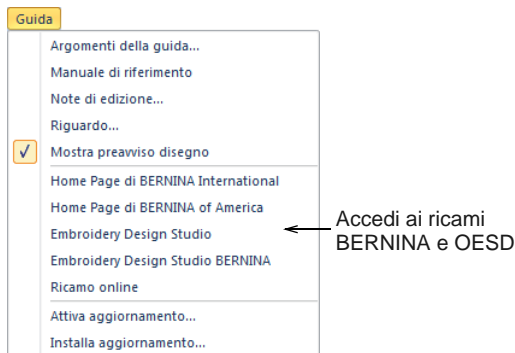 Guida
Argomenti della guida...
Manuale di riferimento
Note di edizione...
Riguardo...
Mostra preavviso disegno
Home Page di BERNINA International
Home Page di BERNINA of America
Embroidery Design Studio
Embroidery Design Studio BERNINA
Ricamo online
Attiva aggiornamento...
Installa aggiornamento...
Accedi ai ricami
BERNINA e OESD